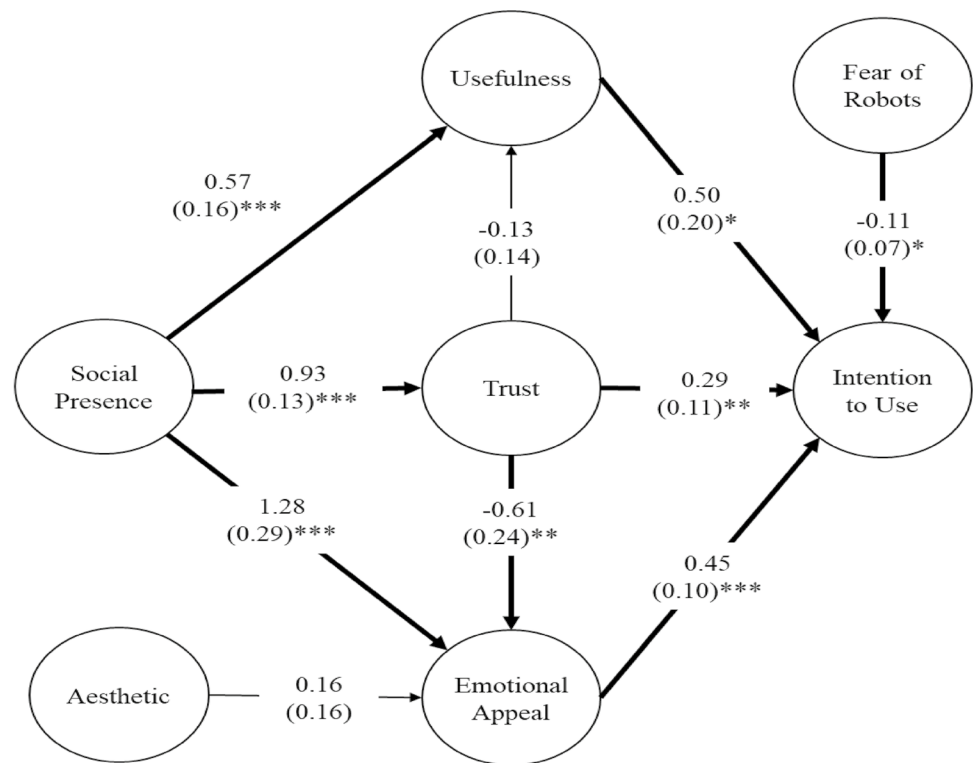 Usefulness
Fear of
Robots
0.57
(0.16)***
0.50
(0.20)*
-0.11
(0.07)*
-0.13
(0.14)
Social
Presence
0.93
(0.13)***
Trust
0.29
(0.11)**
Intention
to Use
1.28
(0.29)***
-0.61
(0.24)**
0.45
(0.10)***
Aesthetic
0.16
(0.16)
Emotional
Appeal